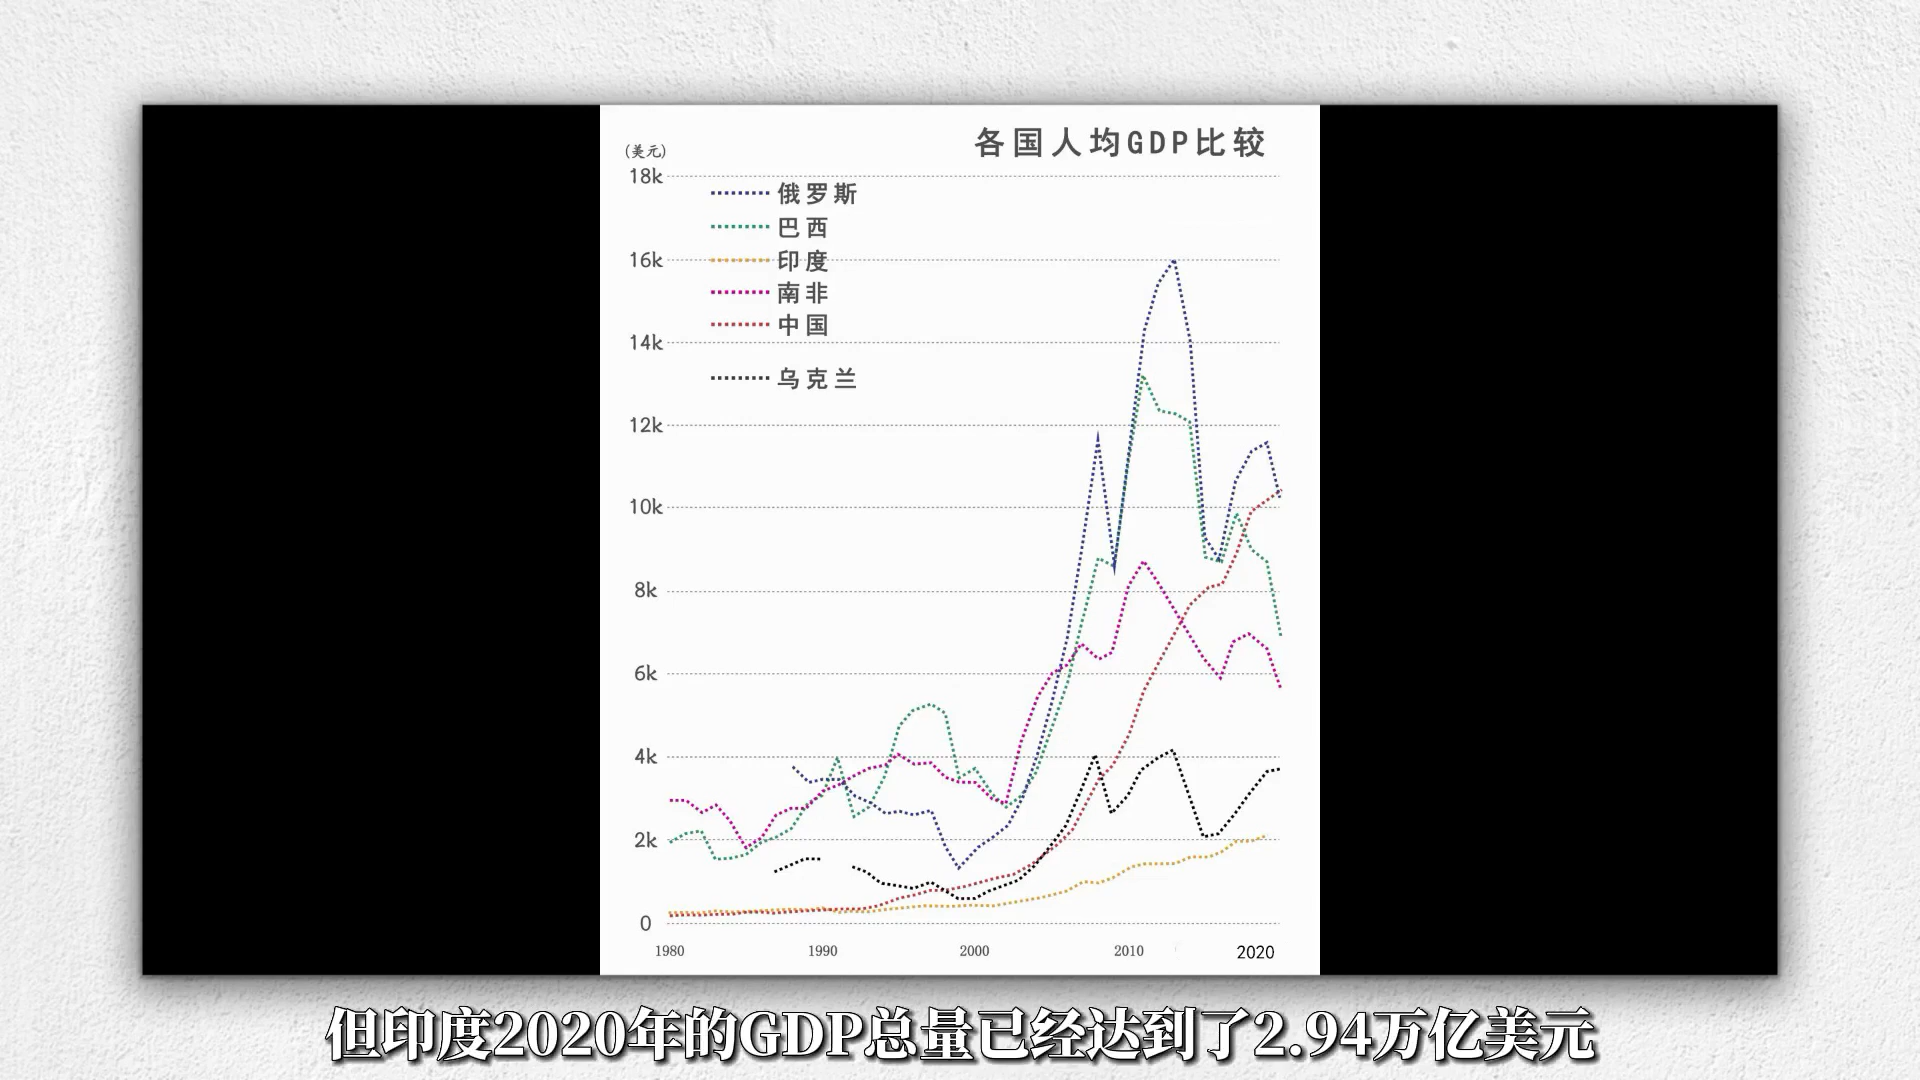 各国人均GDP比较
(美元)
18k
俄罗斯
巴西
16k
印度
南非
中国
14k
乌克兰
12k
10k
8k
6k
4k
2k
0
1980 1990 2000 2010 2020
但印度2020年的GDP总量已经达到了2.94万亿美元